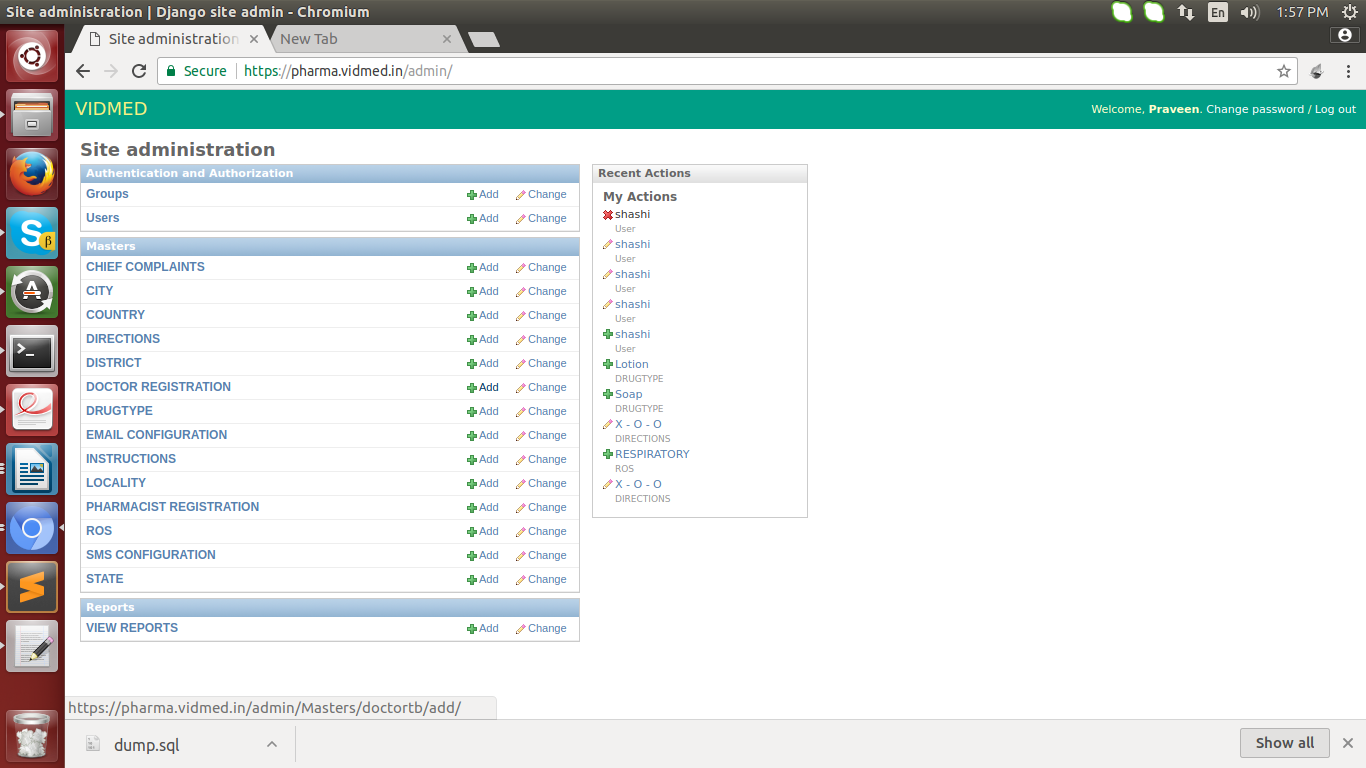 Site administration | Django site admin - Chromium
En
1:57 PM
Site administration
New Tab
Secure
https://pharma.vidmed.in/admin/
VIDMED
Welcome, Praveen. Change password / Log out
Site administration
Authentication and Authorization
Groups Add Change
Users Add Change
Masters
CHIEF COMPLAINTS Add Change
CITY Add Change
COUNTRY Add Change
DIRECTIONS Add Change
DISTRICT Add Change
DOCTOR REGISTRATION Add Change
DRUGTYPE Add Change
EMAIL CONFIGURATION Add Change
INSTRUCTIONS Add Change
LOCALITY Add Change
PHARMACIST REGISTRATION Add Change
ROS Add Change
SMS CONFIGURATION Add Change
STATE Add Change
Reports
VIEW REPORTS Add Change
Recent Actions
My Actions
shashi
User
shashi
User
shashi
User
shashi
User
shashi
User
Lotion
DRUGTYPE
Soap
DRUGTYPE
X - O - O
DIRECTIONS
RESPIRATORY
ROS
X - O - O
DIRECTIONS
https://pharma.vidmed.in/admin/Masters/doctortb/add/
dump.sql
Show all